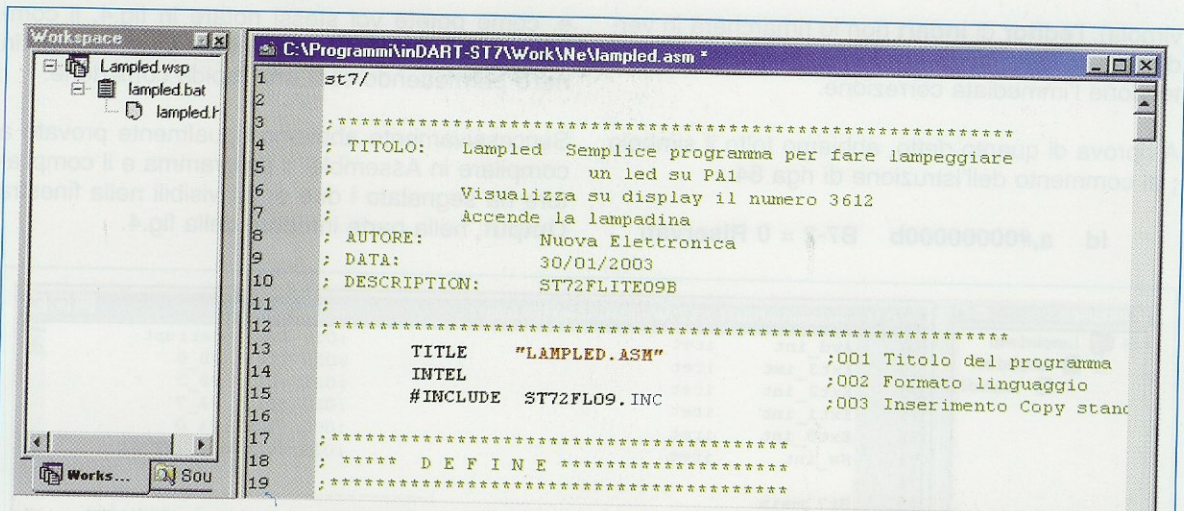 Workspace
Lampled.wsp
lampled.bat
lampled.h
Works...
Sou
C:\Programmi\inDART-ST7\Work\Ne\lampled.asm *
1 st7/
2
3 ;**********************************************************
4 ; TITOLO: Lampled Semplice programma per fare lampeggiare
5 ; un led su PA1
6 ; Visualizza su display il numero 3612
7 ; Accende la lampadina
8 ; AUTORE: Nuova Elettronica
9 ; DATA: 30/01/2003
10 ; DESCRIPTION: ST72FLITE09B
11 ;
12 ;**********************************************************
13 TITLE "LAMPLED.ASM" ;001 Titolo del programma
14 INTEL ;002 Formato linguaggio
15 #INCLUDE ST72FL09.INC ;003 Inserimento Copy stand
16
17 ;***************************************
18 ; ***** D E F I N E *******************
19 ;***************************************